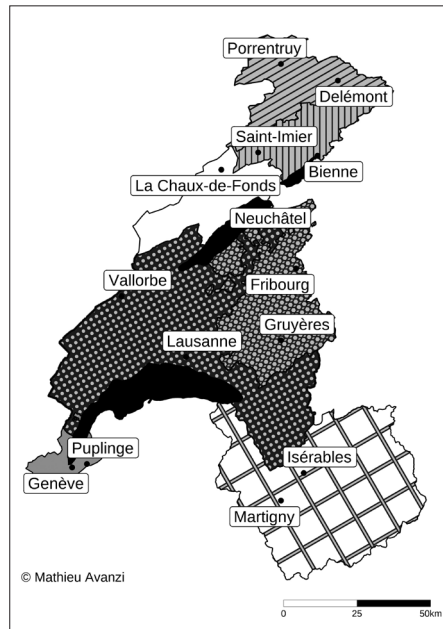 Porrentruy
Delémont
Saint-Imier
Bienne
La Chaux-de-Fonds
Neuchâtel
Vallorbe
Fribourg
Gruyères
Lausanne
Puplinge
Isérables
Genève
Martigny
© Mathieu Avanzi
0 25 50km